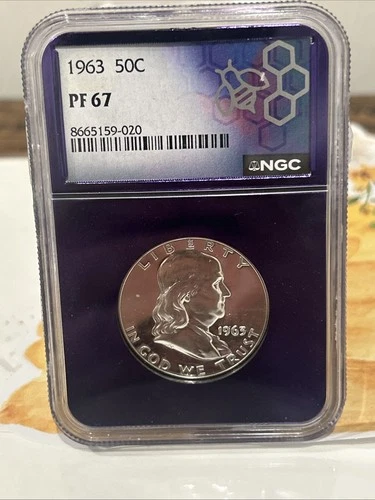 1963 50C
PF 67
8665159-020
NGC
LIBERTY
1963
IN GOD WE TRUST